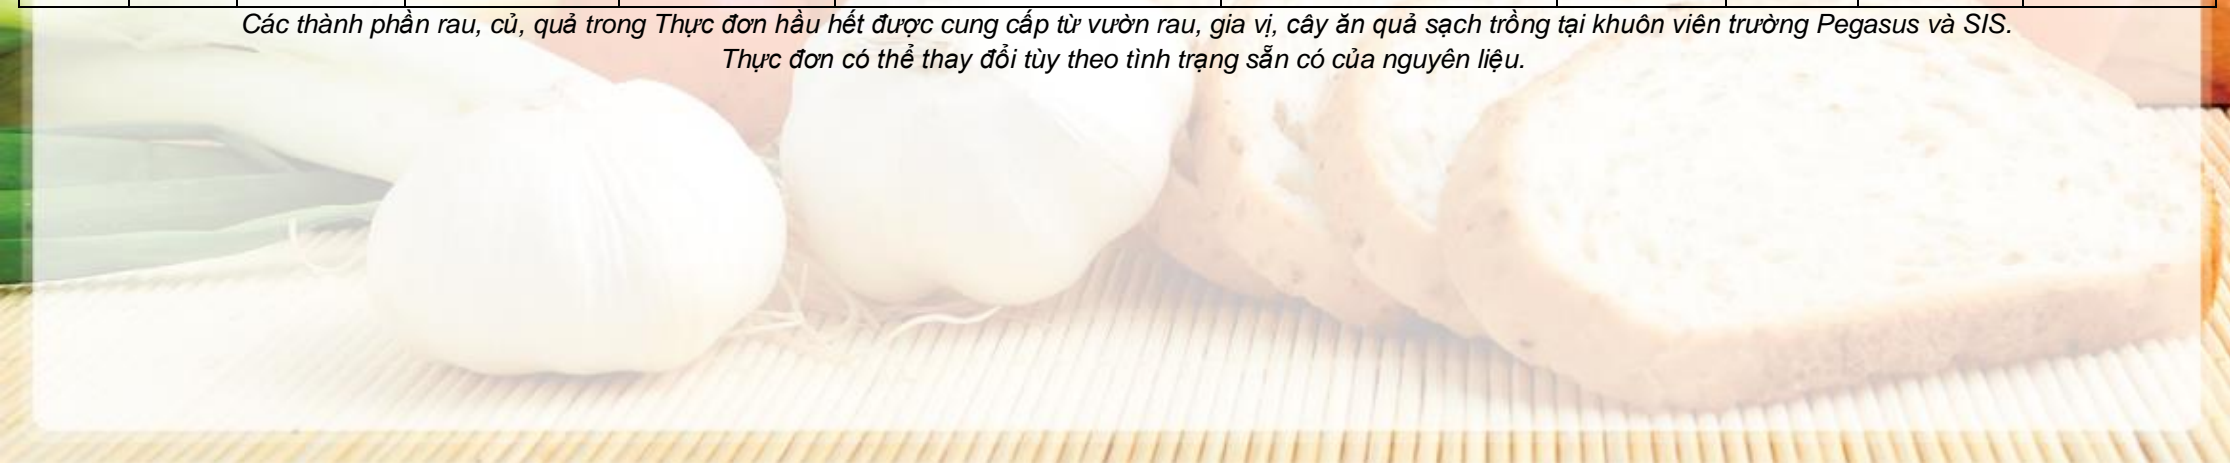 Các thành phần rau, củ, quả trong Thực đơn hầu hết được cung cấp từ vườn rau, gia vị, cây ăn quả sạch trồng tại khuôn viên trường Pegasus và SIS.
Thực đơn có thể thay đổi tùy theo tình trạng sẵn có của nguyên liệu.